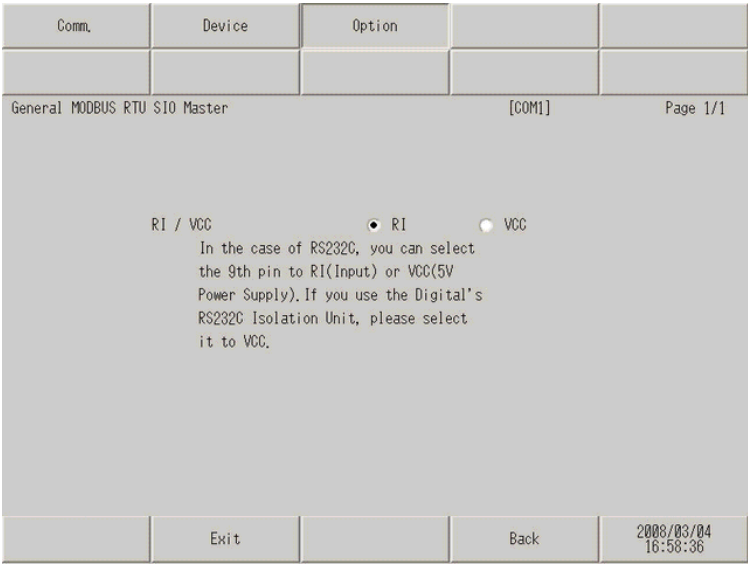 Comm. Device Option
General MODBUS RTU SIO Master [COM1] Page 1/1
RI / VCC RI VCC
In the case of RS232C, you can select
the 9th pin to RI(Input) or VCC(5V
Power Supply).If you use the Digital's
RS232C Isolation Unit, please select
it to VCC.
Exit Back 2008/03/04
16:58:36